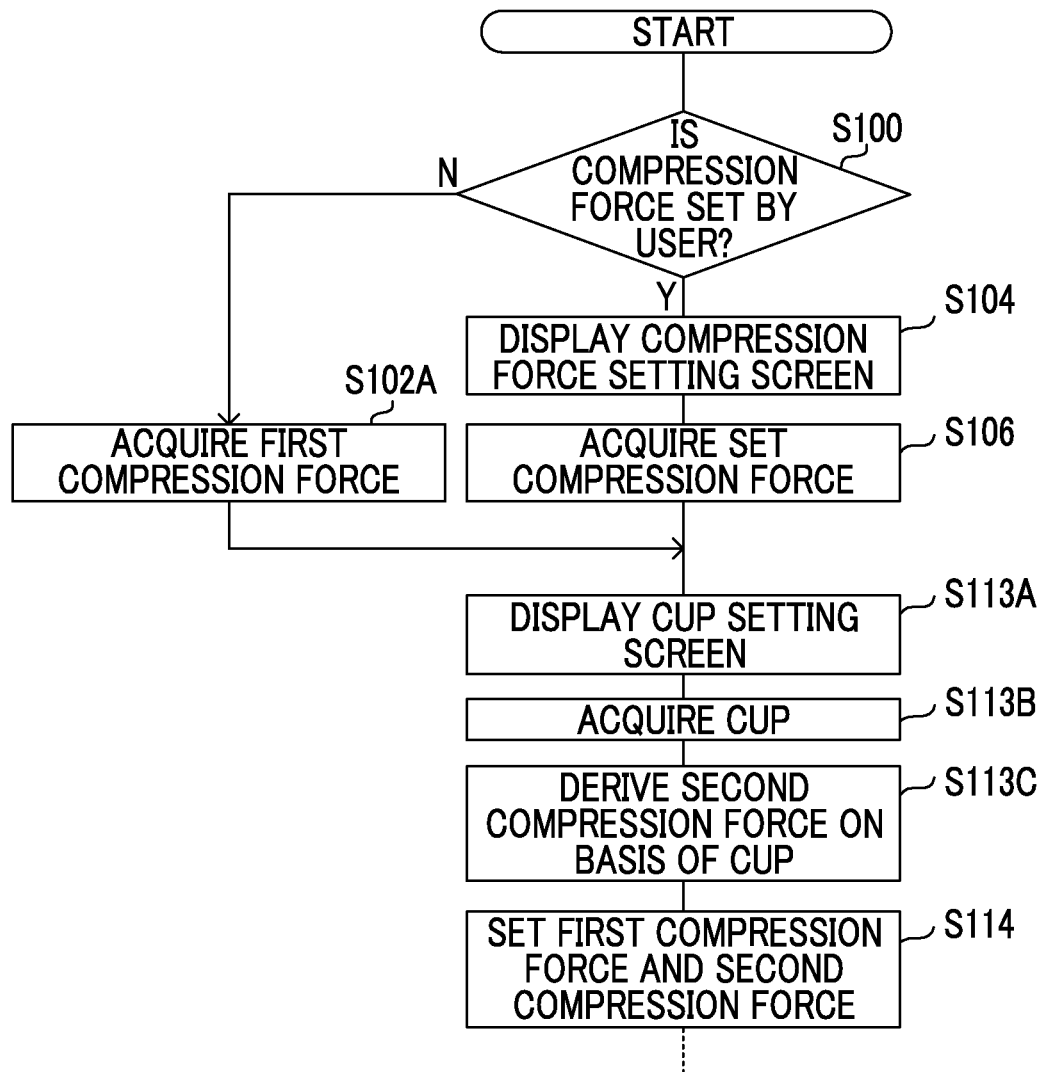 START
S100
IS
COMPRESSION
FORCE SET BY
USER?
N
Y
S104
DISPLAY COMPRESSION
FORCE SETTING SCREEN
S102A
ACQUIRE FIRST
COMPRESSION FORCE
S106
ACQUIRE SET
COMPRESSION FORCE
S113A
DISPLAY CUP SETTING
SCREEN
S113B
ACQUIRE CUP
S113C
DERIVE SECOND
COMPRESSION FORCE ON
BASIS OF CUP
S114
SET FIRST COMPRESSION
FORCE AND SECOND
COMPRESSION FORCE